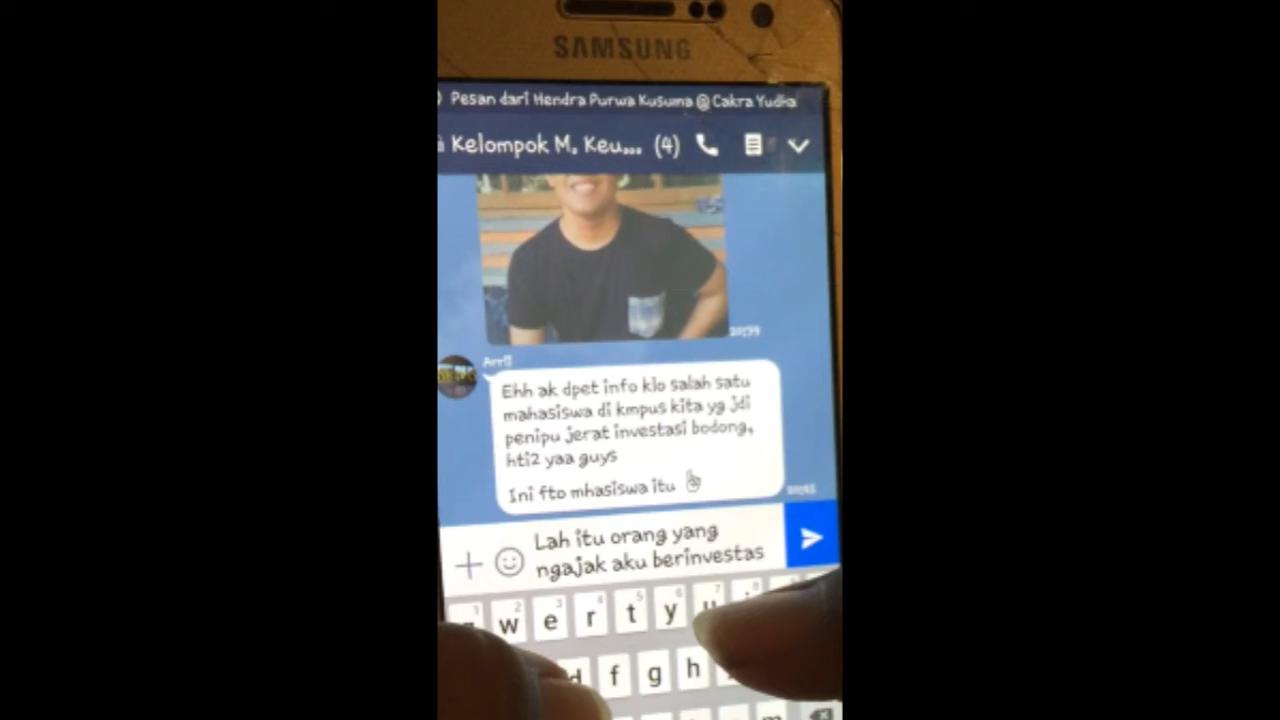 SAMSUNG
Pesan dari Hendra Purwa Kusuma @ Cakra Yudha
Kelompok M. Keu... (4)
Ehh ak dpet info klo salah satu
mahasiswa di kmpus kita yg jdi
penipu jerat investasi bodong,
hti2 yaa guys
Ini fto mhasiswa itu
Lah itu orang yang
ngajak aku berinvestas
w e r t y u
d f g h
m